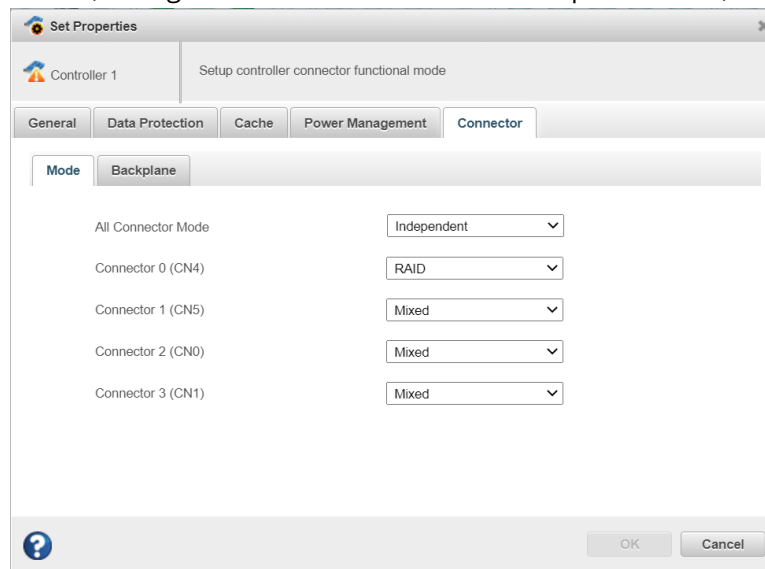 Set Properties
Controller 1
Setup controller connector functional mode
General Data Protection Cache Power Management Connector
Mode Backplane
All Connector Mode Independent
Connector 0 (CN4) RAID
Connector 1 (CN5) Mixed
Connector 2 (CN0) Mixed
Connector 3 (CN1) Mixed
? OK Cancel